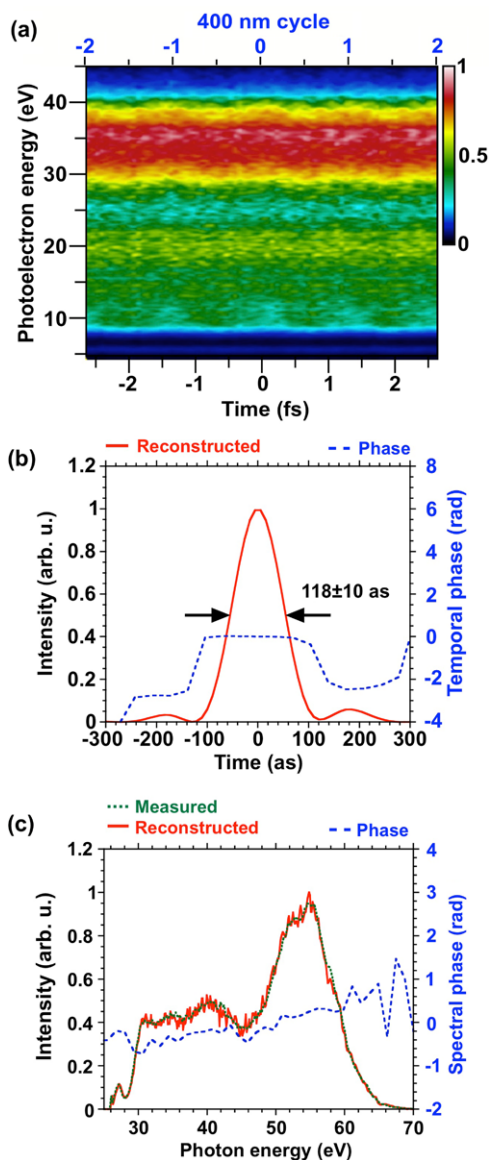 (a)
400 nm cycle
-2 -1 0 1 2
Photoelectron energy (eV)
40
30
20
10
1
0.5
0
-2 -1 0 1 2
Time (fs)
(b)
Reconstructed
Phase
Intensity (arb. u.)
1.2
1
0.8
0.6
0.4
0.2
0
118±10 as
8
6
4
2
0
-2
-4
Temporal phase (rad)
-300 -200 -100 0 100 200 300
Time (as)
Measured
(c)
Reconstructed
Phase
Intensity (arb. u.)
1.2
1
0.8
0.6
0.4
0.2
0
4
3
2
1
0
-1
-2
Spectral phase (rad)
30 40 50 60 70
Photon energy (eV)